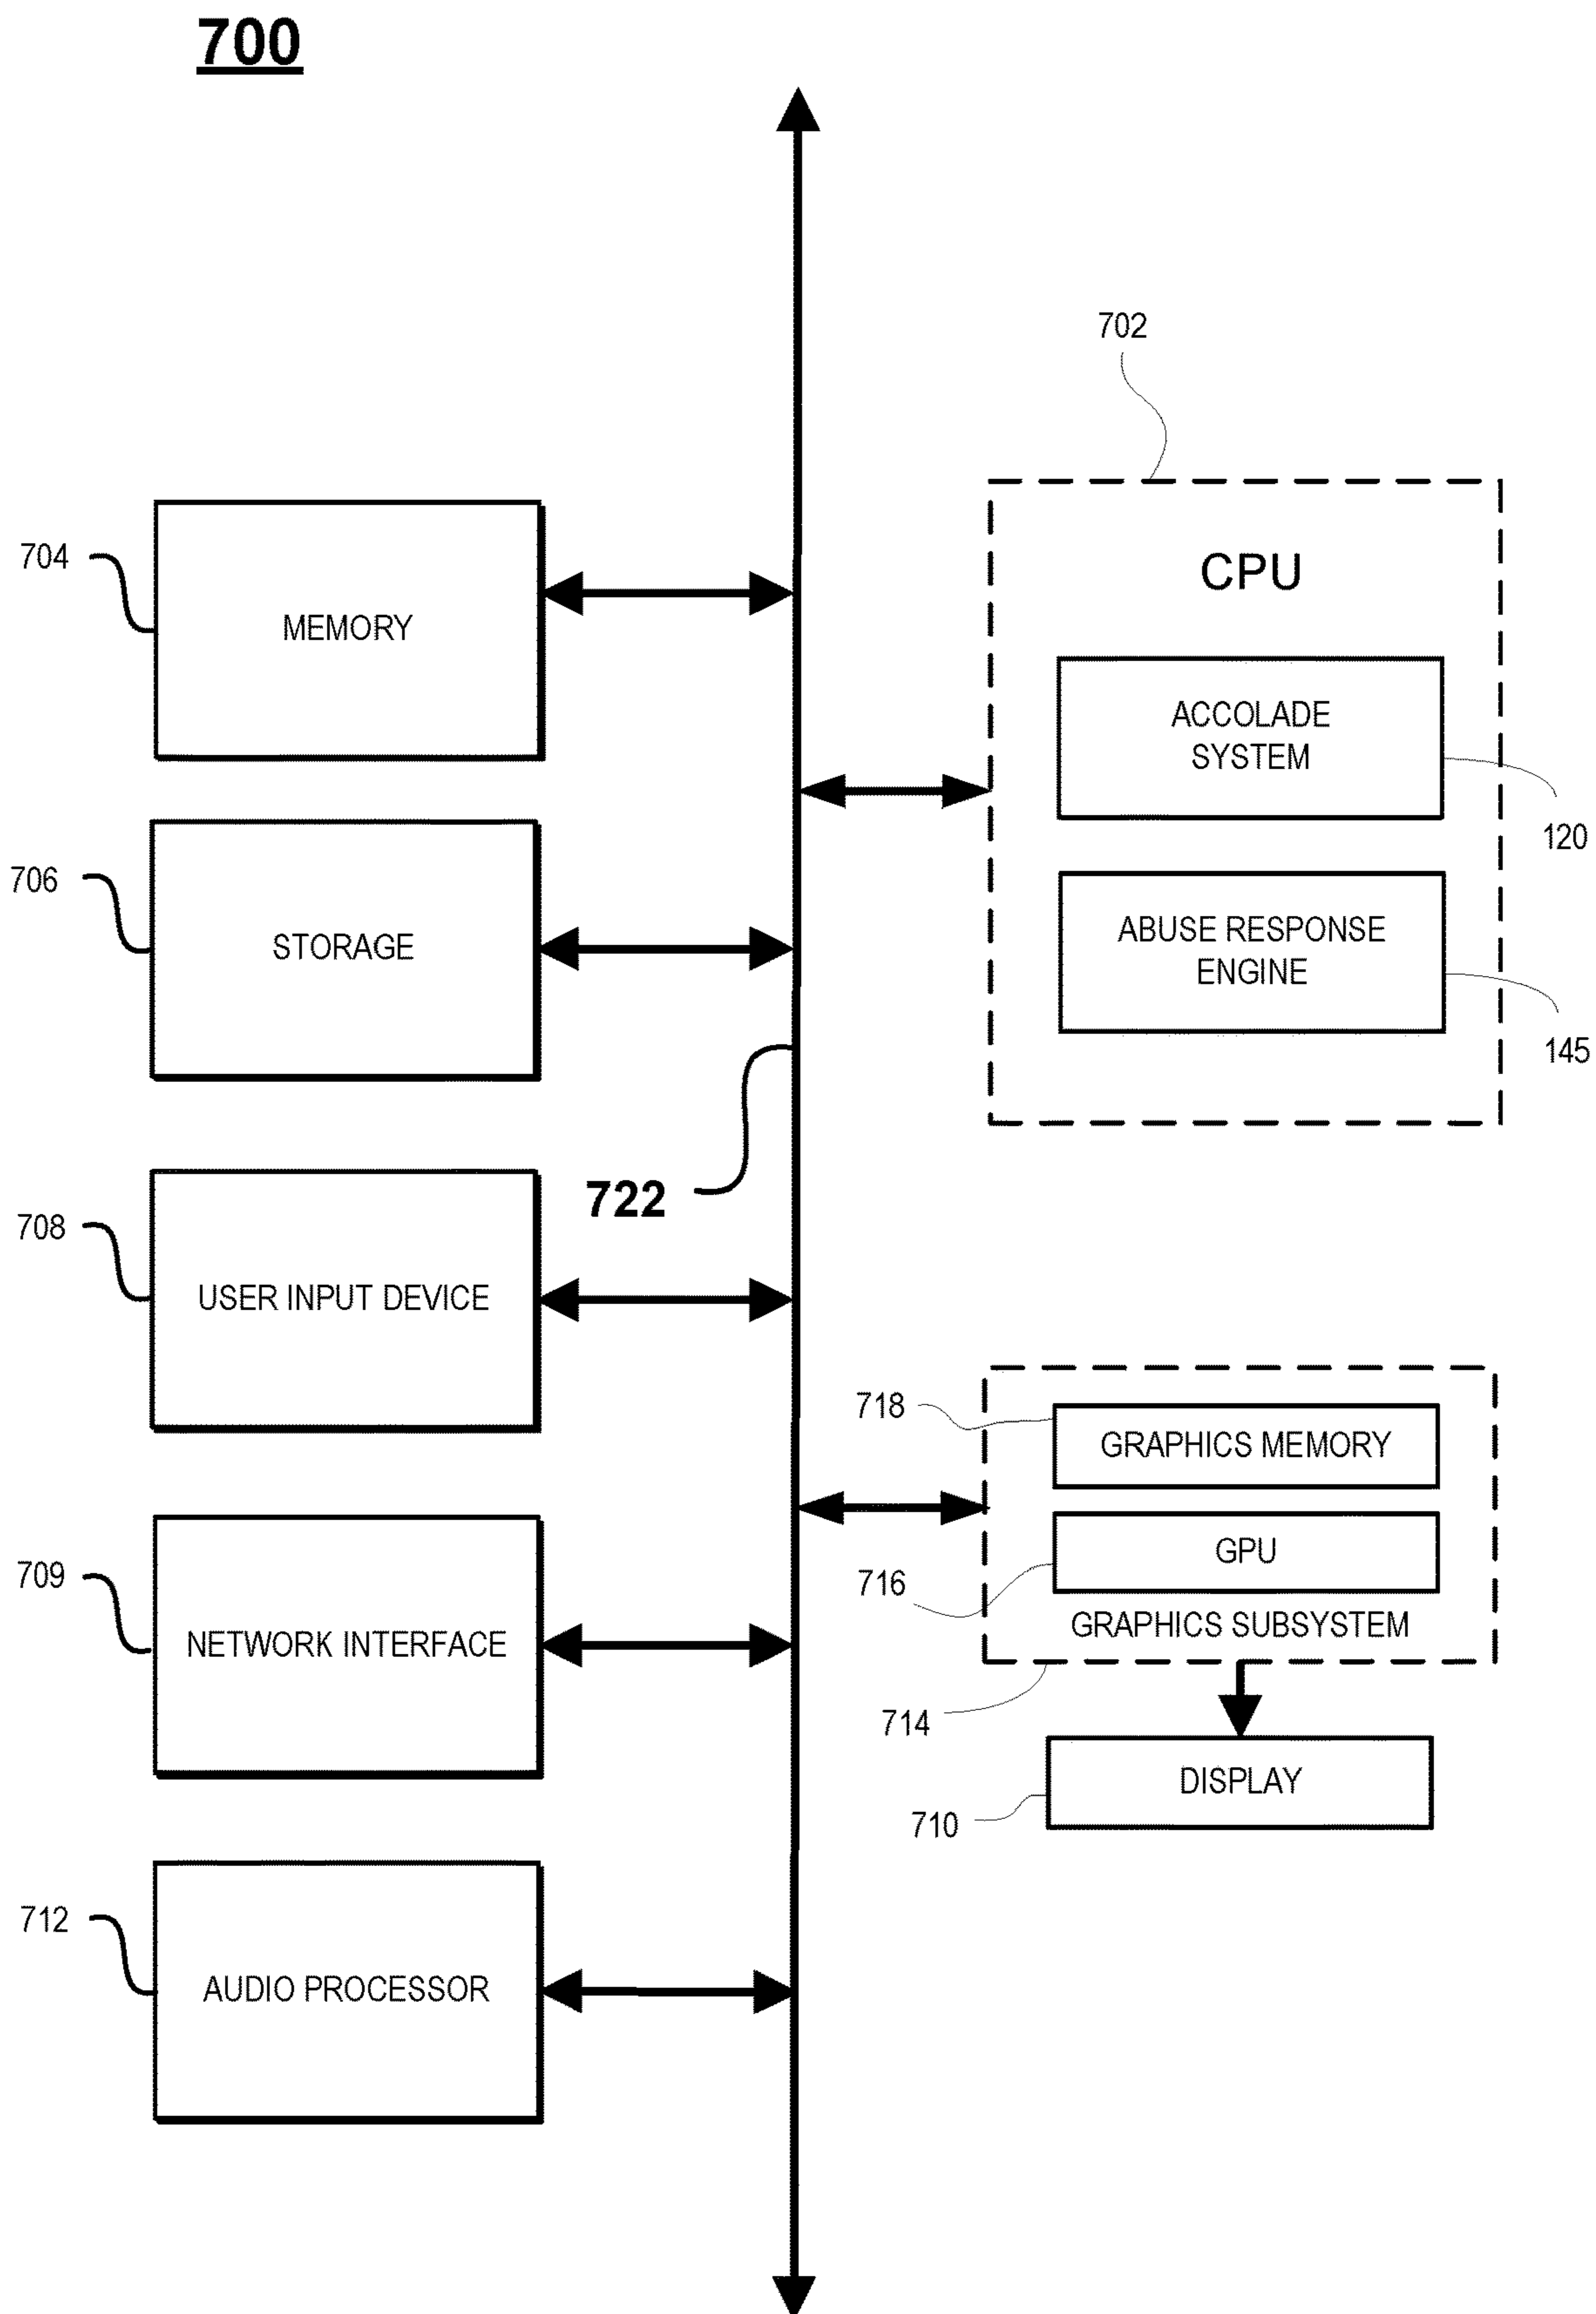 700
702
CPU
704
MEMORY
ACCOLADE
SYSTEM
120
706
STORAGE
ABUSE RESPONSE
ENGINE
145
722
708
USER INPUT DEVICE
718
GRAPHICS MEMORY
GPU
716
709
NETWORK INTERFACE
GRAPHICS SUBSYSTEM
714
DISPLAY
710
712
AUDIO PROCESSOR